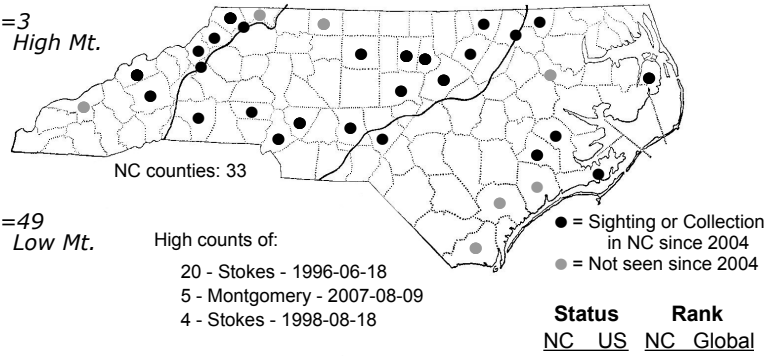 =3
High Mt.
NC counties: 33
=49
Low Mt.
High counts of:
20 - Stokes - 1996-06-18
5 - Montgomery - 2007-08-09
4 - Stokes - 1998-08-18
= Sighting or Collection
in NC since 2004
= Not seen since 2004
Status Rank
NC US NC Global